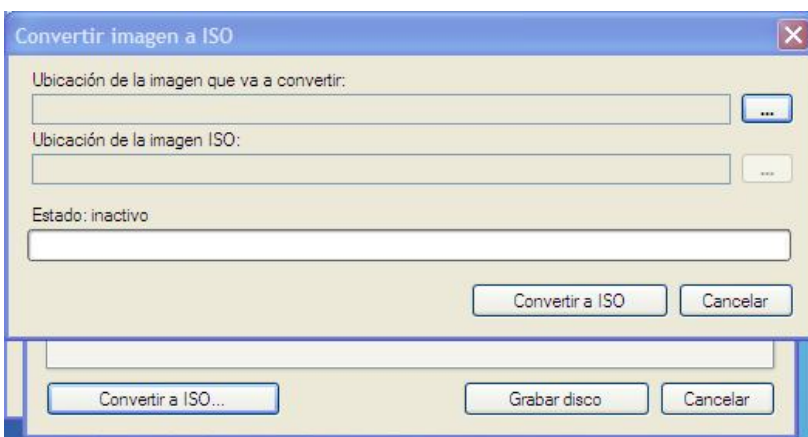 Convertir imagen a ISO
Ubicación de la imagen que va a convertir:
...
Ubicación de la imagen ISO:
...
Estado: inactivo
Convertir a ISO Cancelar
Convertir a ISO... Grabar disco Cancelar